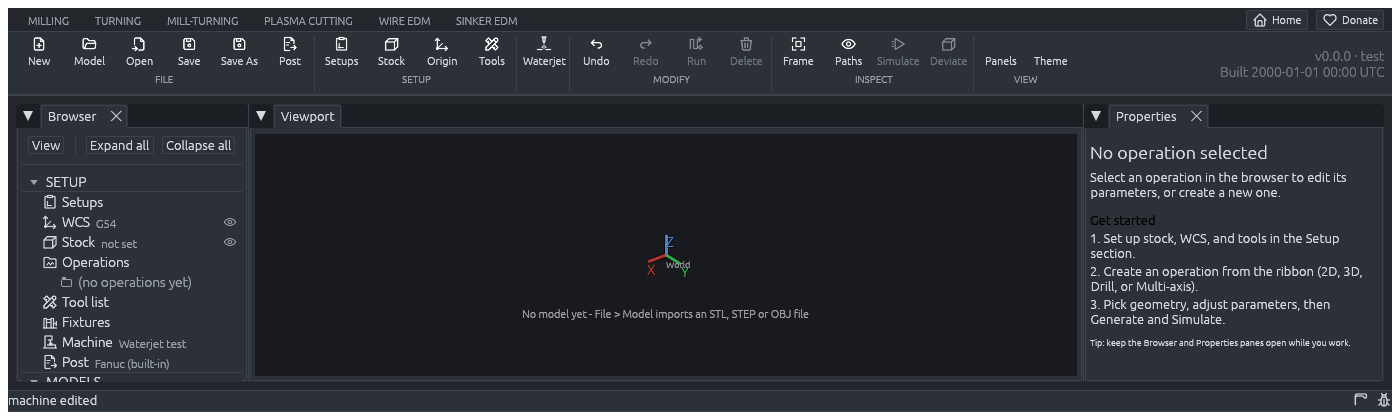 MILLING TURNING MILL-TURNING PLASMA CUTTING WIRE EDM SINKER EDM Home Donate
New Model Open Save Save As Post Setups Stock Origin Tools Waterjet Undo Redo Run Delete Frame Paths Simulate Deviate Panels Theme
FILE SETUP MODIFY INSPECT VIEW
v0.0.0 · test
Built 2000-01-01 00:00 UTC
Browser
View Expand all Collapse all
SETUP
Setups
WCS G54
Stock not set
Operations
(no operations yet)
Tool list
Fixtures
Machine Waterjet test
Post Fanuc (built-in)
MODELS
Viewport
Z
World
X
Y
No model yet - File > Model imports an STL, STEP or OBJ file
Properties
No operation selected
Select an operation in the browser to edit its
parameters, or create a new one.
Get started
1. Set up stock, WCS, and tools in the Setup
section.
2. Create an operation from the ribbon (2D, 3D,
Drill, or Multi-axis).
3. Pick geometry, adjust parameters, then
Generate and Simulate.
Tip: keep the Browser and Properties panes open while you work.
machine edited